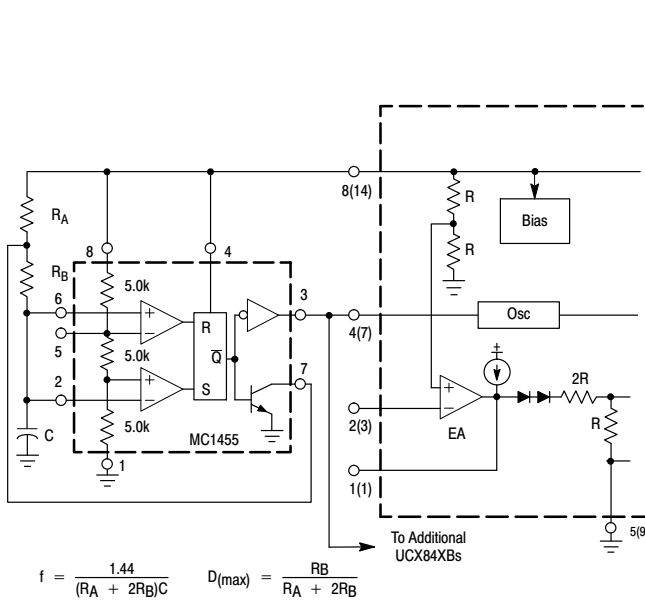 8(14)
R
R
Bias
RA
RB
8
4
6
5
2
5.0k
5.0k
5.0k
+
−
+
−
R
Q
S
3
7
MC1455
1
C
4(7)
Osc
+
−
EA
2(3)
1(1)
±
2R
R
5(9
To Additional
UCX84XBs
f = 1.44 / (RA + 2RB)C
D(max) = RB / RA + 2RB